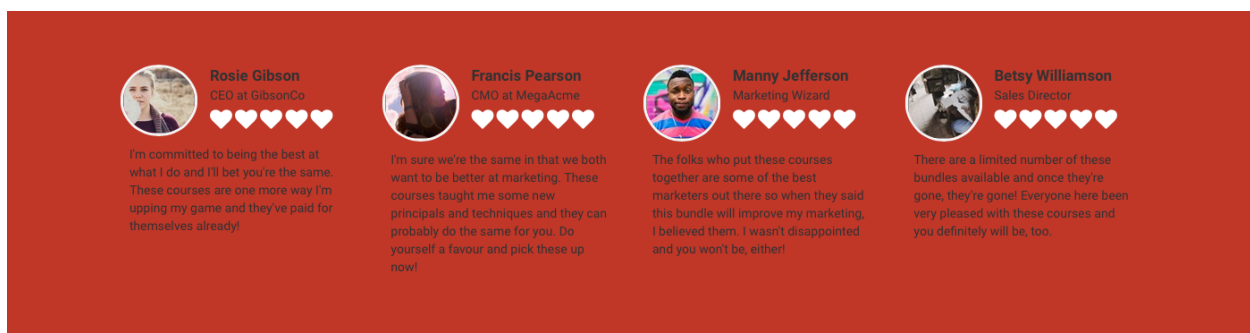 Rosie Gibson
CEO at GibsonCo
I'm committed to being the best at
what I do and I'll bet you're the same.
These courses are one more way I'm
upping my game and they've paid for
themselves already!
Francis Pearson
CMO at MegaAcme
I'm sure we're the same in that we both
want to be better at marketing. These
courses taught me some new
principals and techniques and they can
probably do the same for you. Do
yourself a favour and pick these up
now!
Manny Jefferson
Marketing Wizard
The folks who put these courses
together are some of the best
marketers out there so when they said
this bundle will improve my marketing,
I believed them. I wasn't disappointed
and you won't be, either!
Betsy Williamson
Sales Director
There are a limited number of these
bundles available and once they're
gone, they're gone! Everyone here been
very pleased with these courses and
you definitely will be, too.